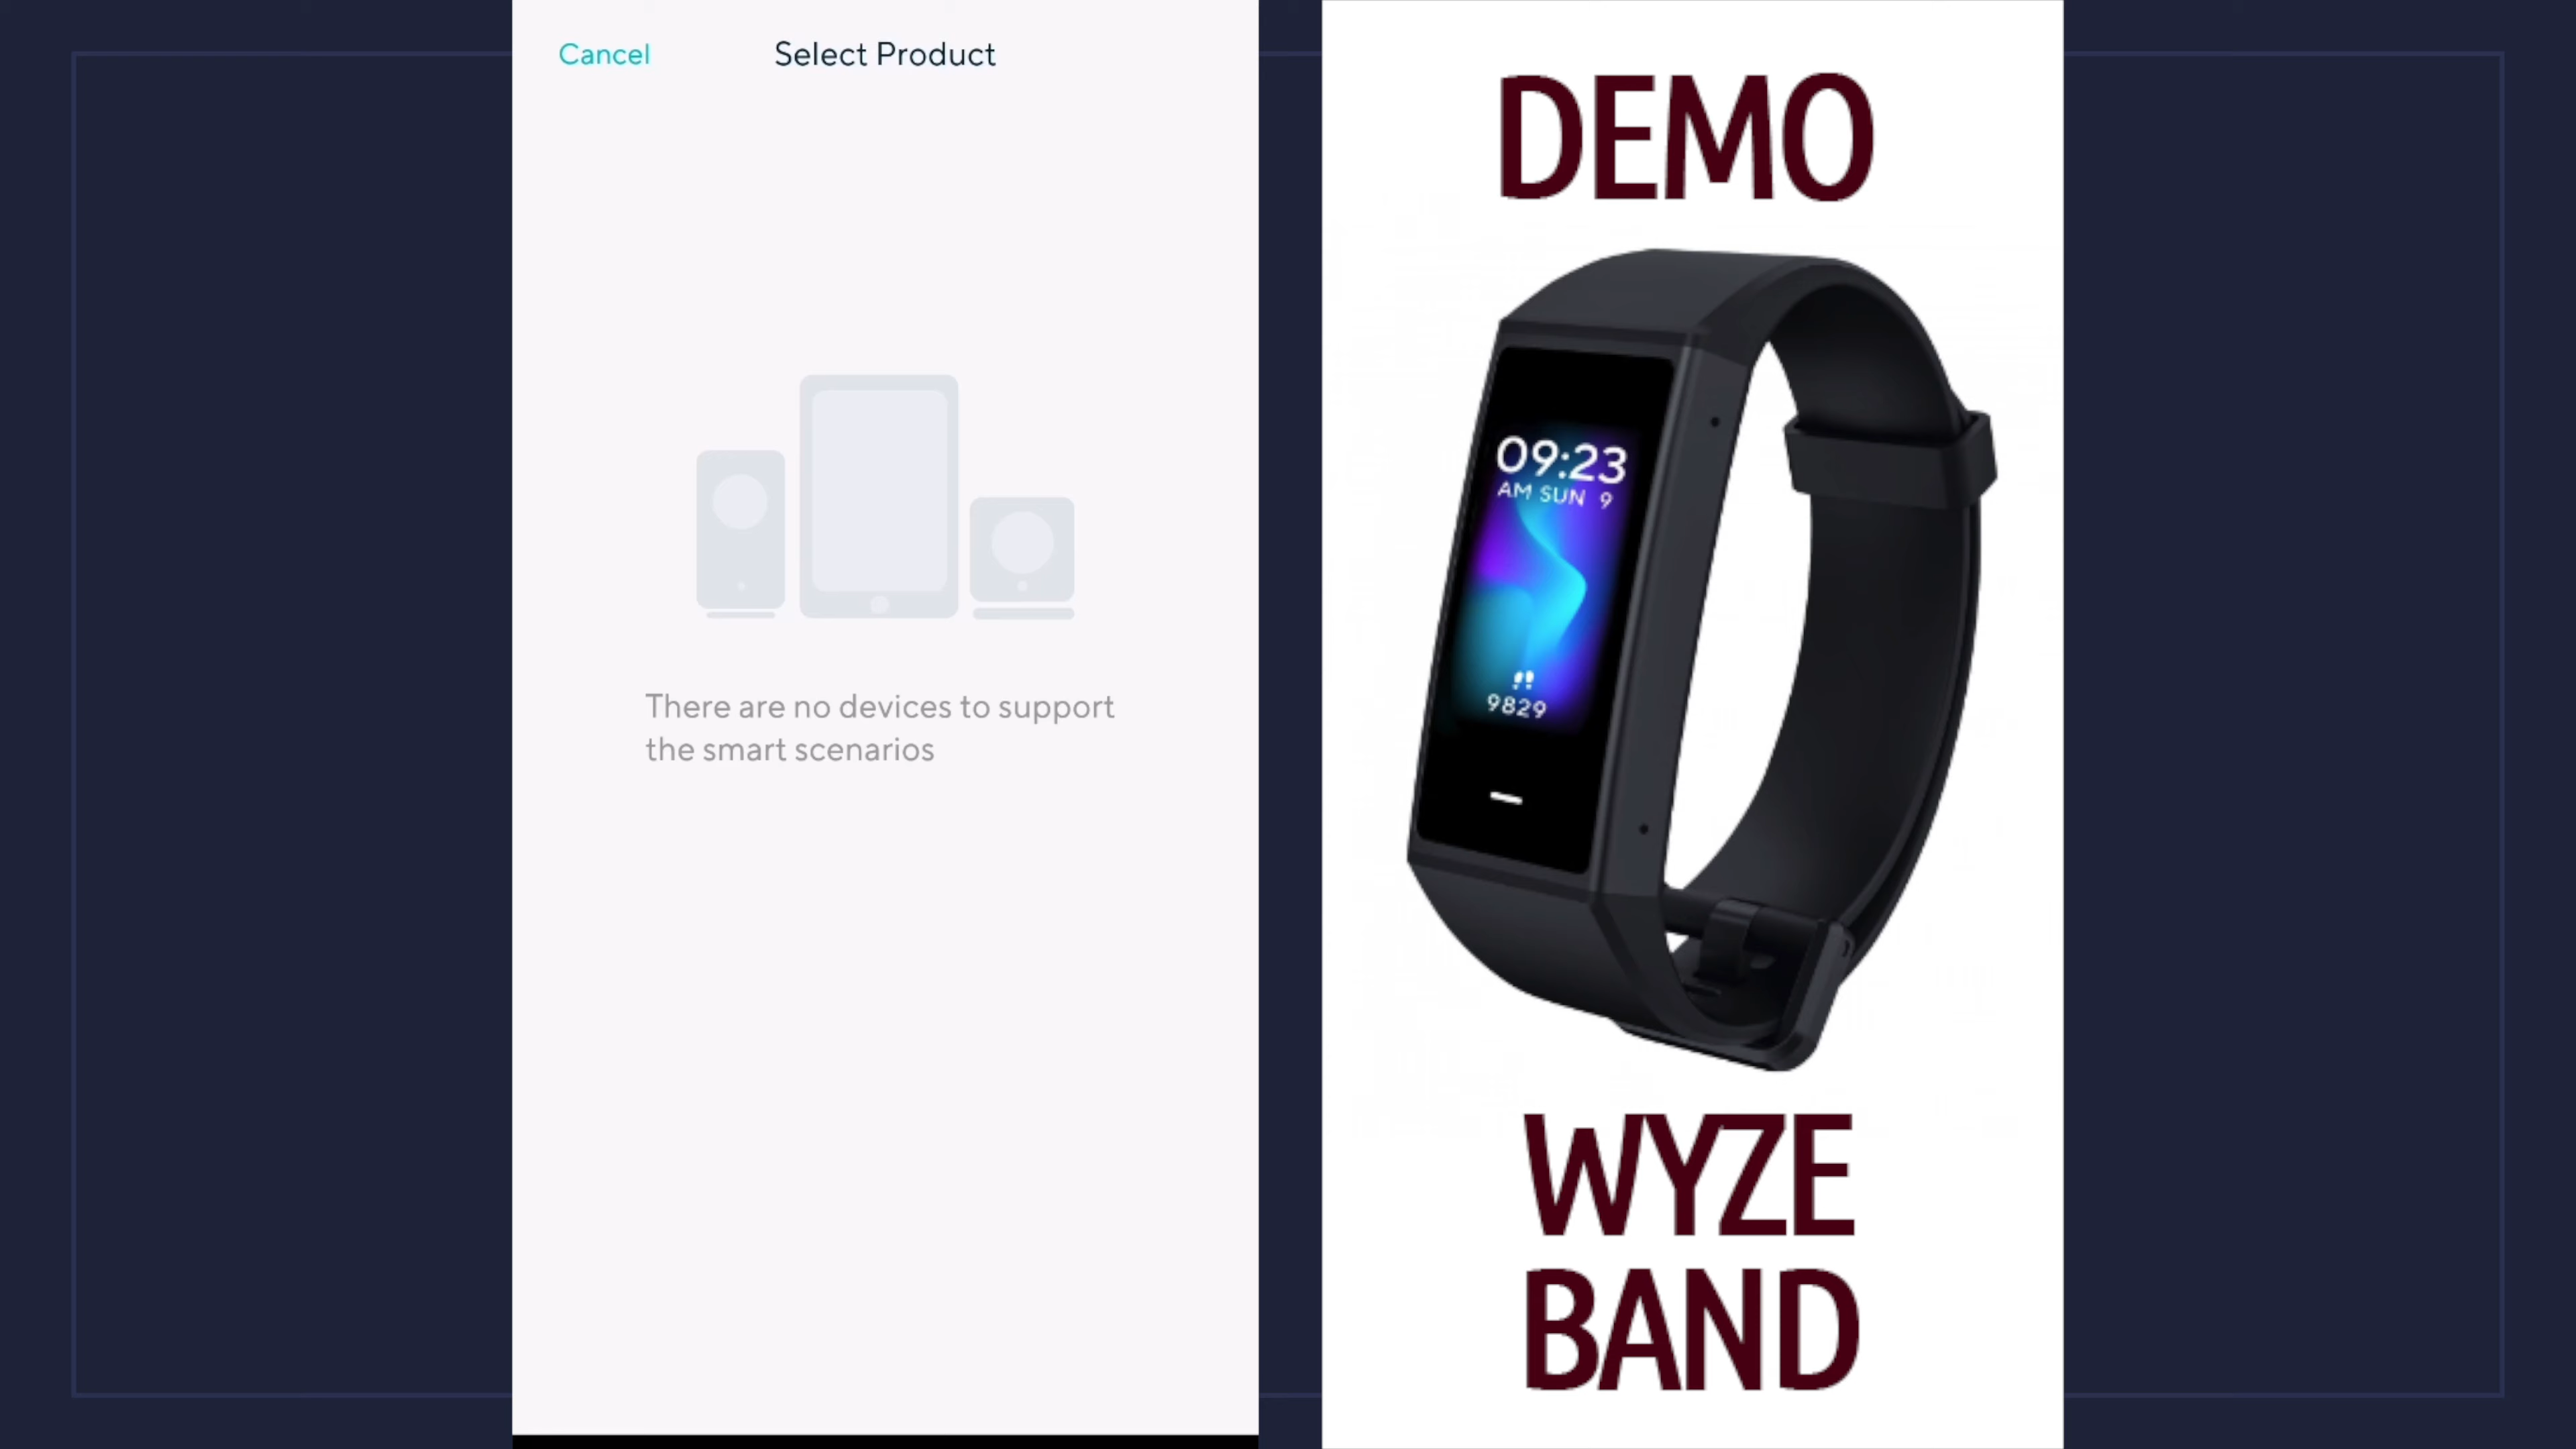 Cancel
Select Product
There are no devices to support
the smart scenarios
DEMO
09:23
AM SUN 9
9829
WYZE
BAND